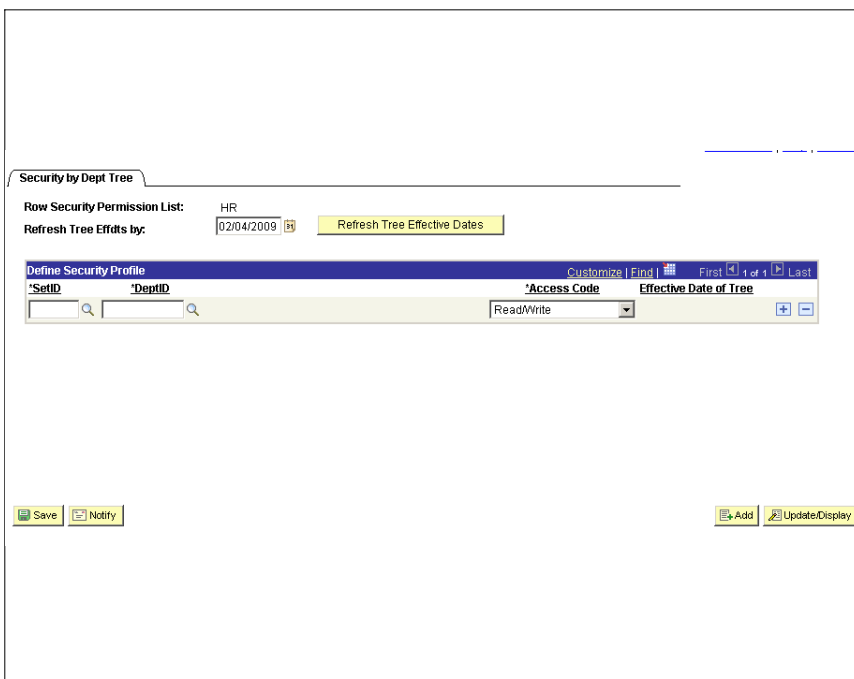 Security by Dept Tree
Row Security Permission List: HR
Refresh Tree Effdts by: 02/04/2009 31 Refresh Tree Effective Dates
Define Security Profile Customize | Find | First 1 of 1 Last
*SetID *DeptID *Access Code Effective Date of Tree
Read/Write
Save Notify Add Update/Display